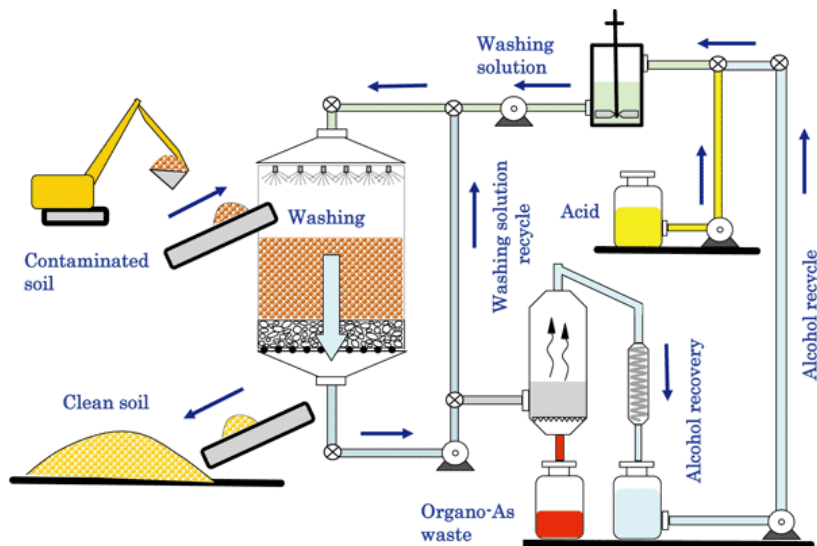 Washing
solution
Washing
Contaminated
soil
Washing solution
recycle
Acid
Alcohol recycle
Clean soil
Alcohol recovery
Organo-As
waste